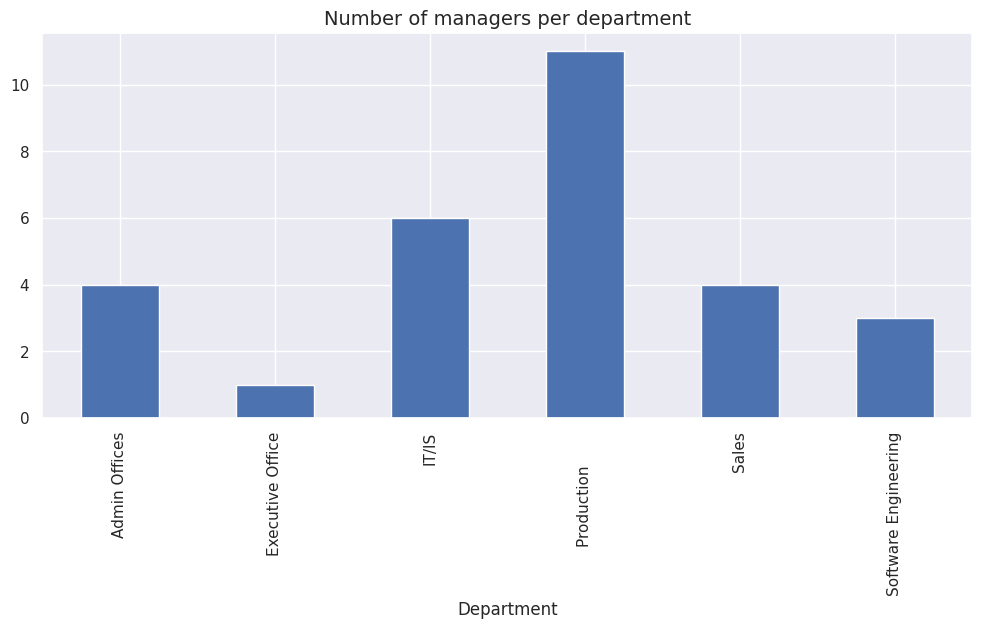 Number of managers per department
10
8
6
4
2
0
Admin Offices
Executive Office
IT/IS
Production
Sales
Software Engineering
Department